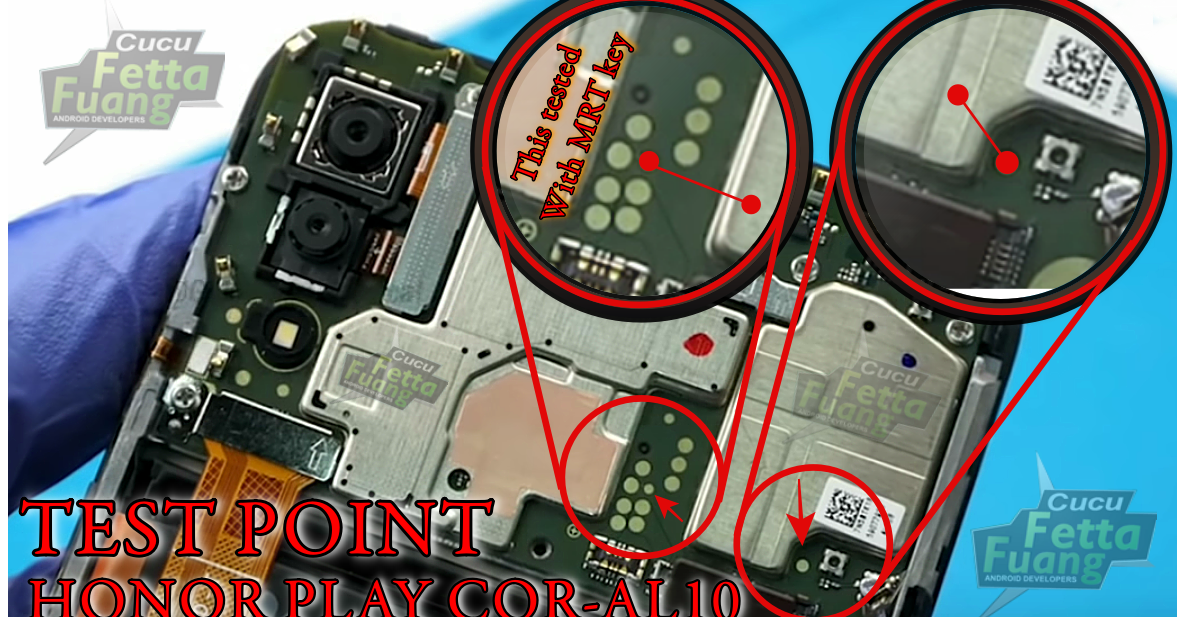 Cucu
Fetta
Fuang
ANDROID DEVELOPERS
This tested
With MRT key
Cucu
Fetta
Fuang
Cucu
Fetta
Fuang
TEST POINT
HONOR PLAY COR-AL10
Cucu
Fetta
Fuang
ANDROID DEVELOPERS